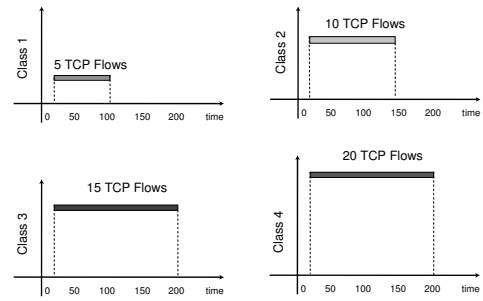 Class 1
5 TCP Flows
0 50 100 150 200 time
Class 2
10 TCP Flows
0 50 100 150 200 time
Class 3
15 TCP Flows
0 50 100 150 200 time
Class 4
20 TCP Flows
0 50 100 150 200 time